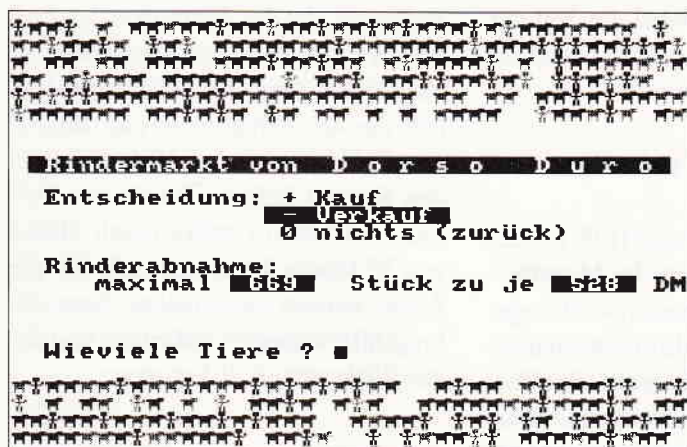 Rindermarkt von D o r s o D u r o
Entscheidung: + Kauf
- Verkauf
0 nichts (zurück)
Rinderabnahme:
maximal 669 Stück zu je 528 DM
Wieviele Tiere ?